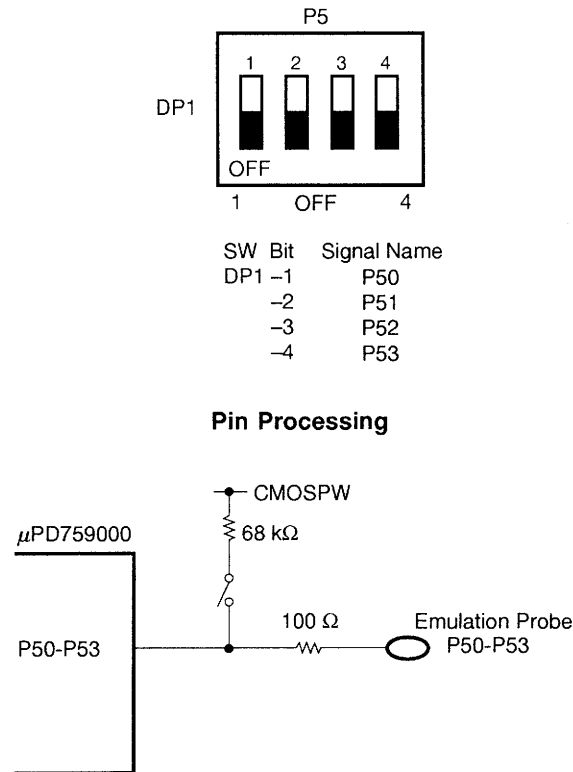 P5
1 2 3 4
DP1
OFF
1 OFF 4
SW Bit Signal Name
DP1 –1 P50
–2 P51
–3 P52
–4 P53
Pin Processing
CMOSPW
68 kΩ
μPD759000
100 Ω
Emulation Probe
P50-P53
P50-P53